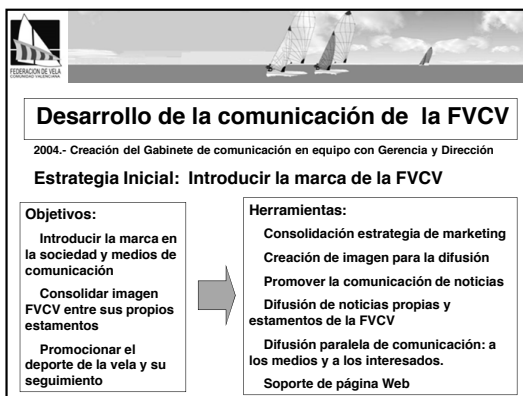 FEDERACION DE VELA
COMUNIDAD VALENCIANA
Desarrollo de la comunicación de la FVCV
2004.- Creación del Gabinete de comunicación en equipo con Gerencia y Dirección
Estrategia Inicial: Introducir la marca de la FVCV
Objetivos:
Introducir la marca en
la sociedad y medios de
comunicación
Consolidar imagen
FVCV entre sus propios
estamentos
Promocionar el
deporte de la vela y su
seguimiento
Herramientas:
Consolidación estrategia de marketing
Creación de imagen para la difusión
Promover la comunicación de noticias
Difusión de noticias propias y
estamentos de la FVCV
Difusión paralela de comunicación: a
los medios y a los interesados.
Soporte de página Web